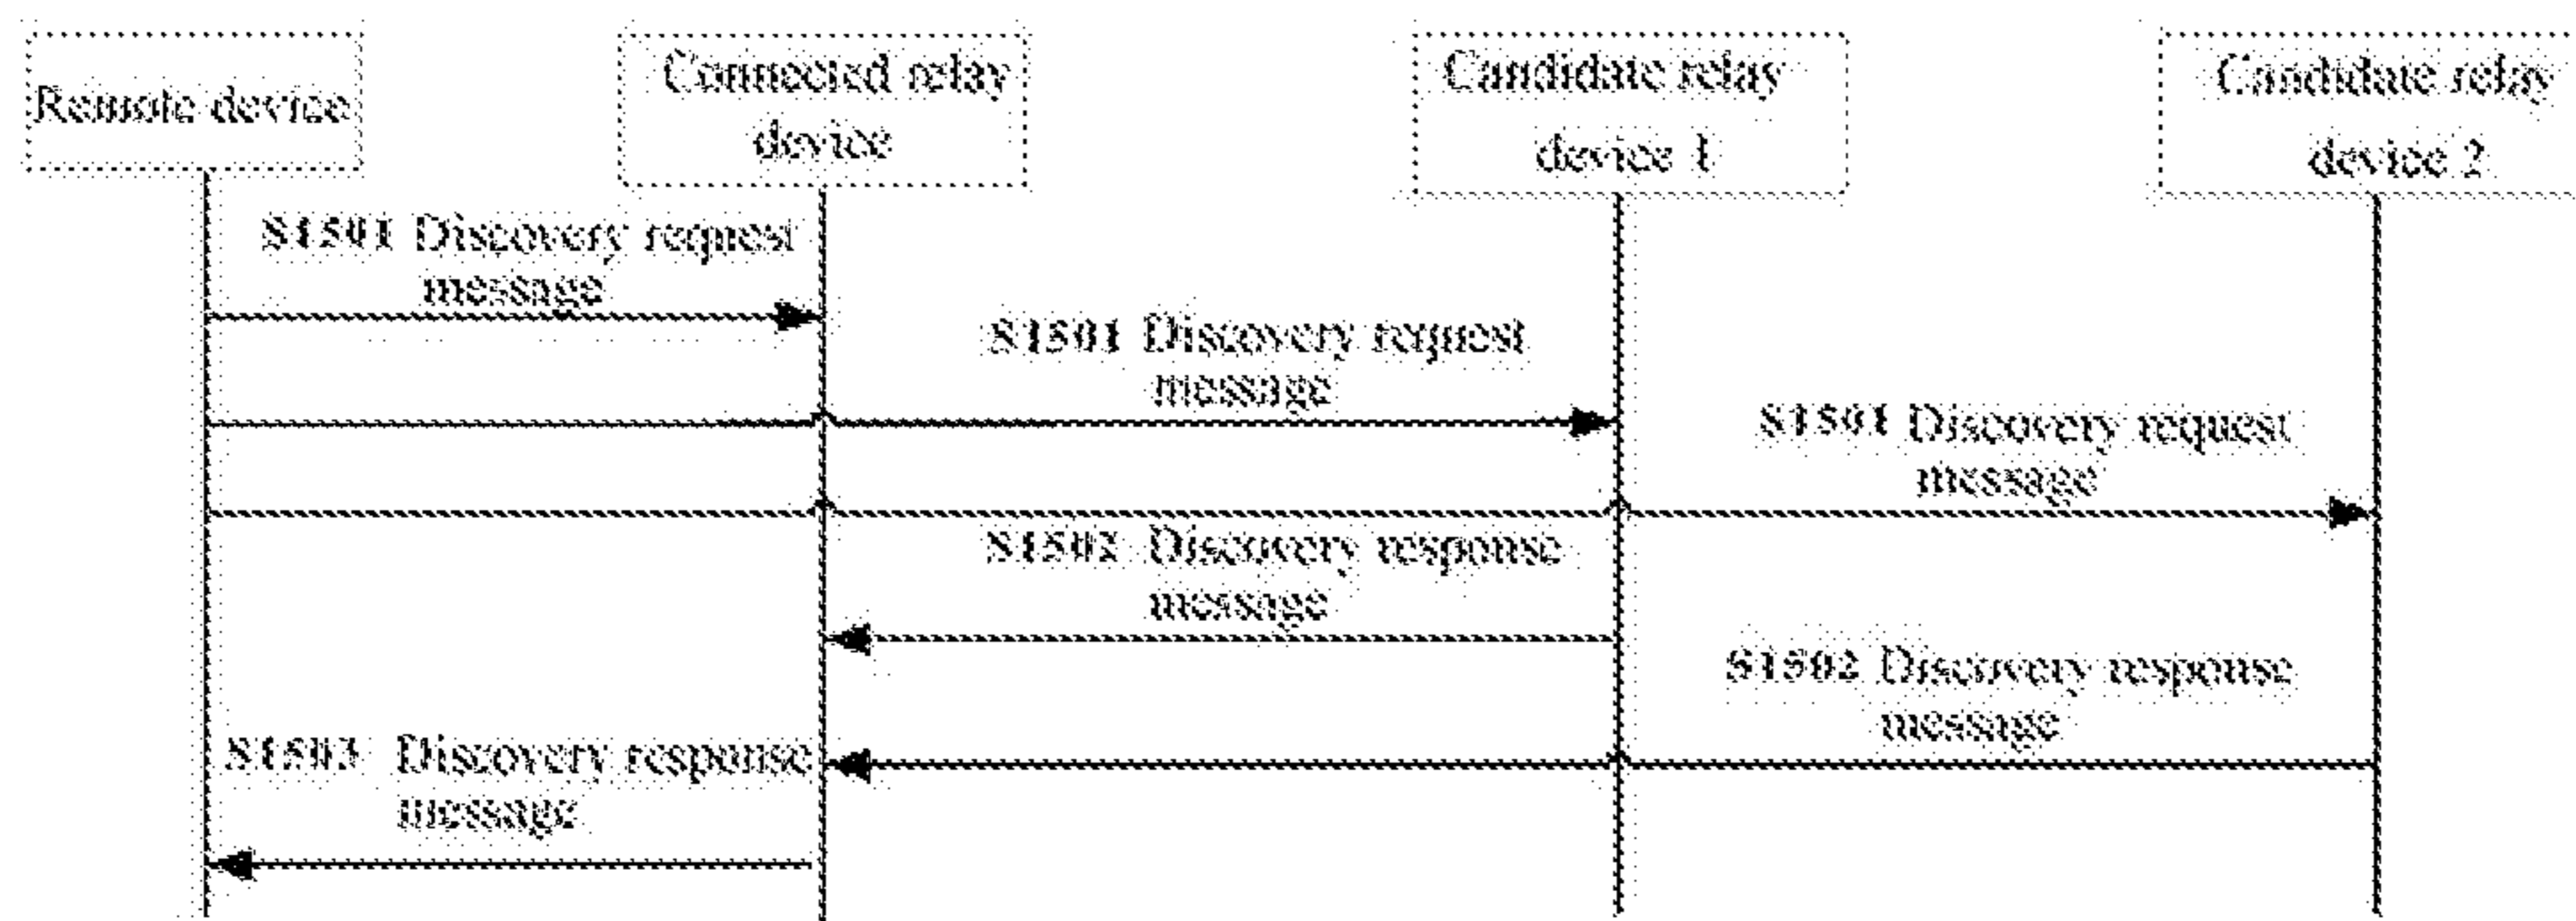 Remote device
Connected relay
device
Candidate relay
device 1
Candidate relay
device 2
S1501 Discovery request
message
S1501 Discovery request
message
S1501 Discovery request
message
S1502 Discovery response
message
S1502 Discovery response
message
S1503 Discovery response
message